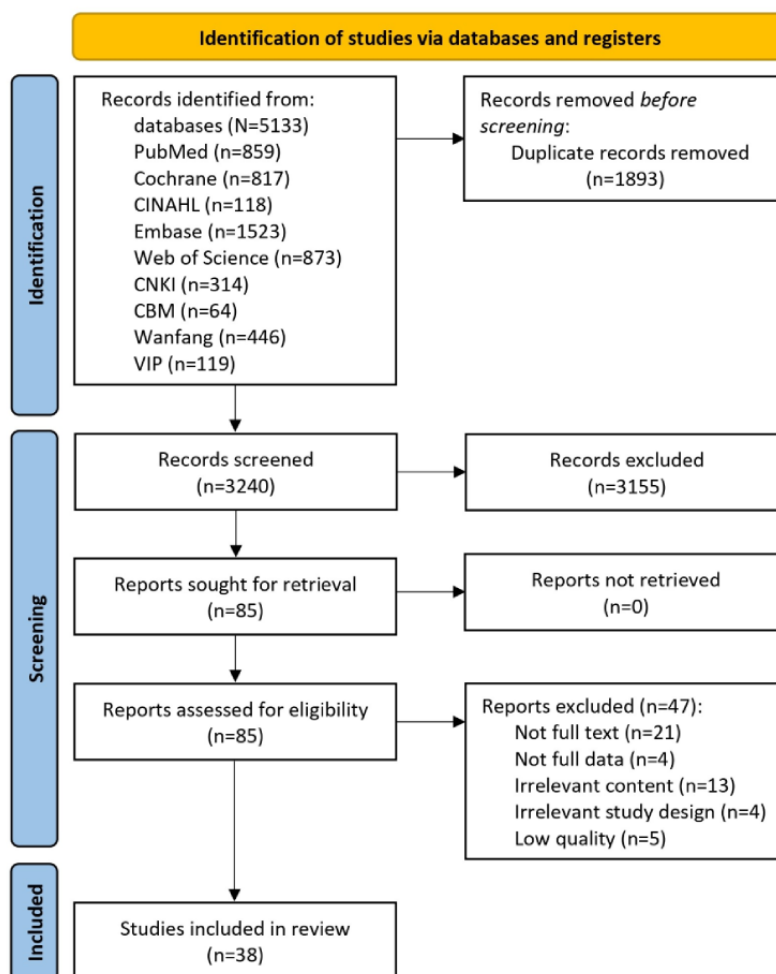 Identification of studies via databases and registers
Identification
Records identified from:
databases (N=5133)
PubMed (n=859)
Cochrane (n=817)
CINAHL (n=118)
Embase (n=1523)
Web of Science (n=873)
CNKI (n=314)
CBM (n=64)
Wanfang (n=446)
VIP (n=119)
Records removed before
screening:
Duplicate records removed
(n=1893)
Screening
Records screened
(n=3240)
Records excluded
(n=3155)
Reports sought for retrieval
(n=85)
Reports not retrieved
(n=0)
Reports assessed for eligibility
(n=85)
Reports excluded (n=47):
Not full text (n=21)
Not full data (n=4)
Irrelevant content (n=13)
Irrelevant study design (n=4)
Low quality (n=5)
Included
Studies included in review
(n=38)